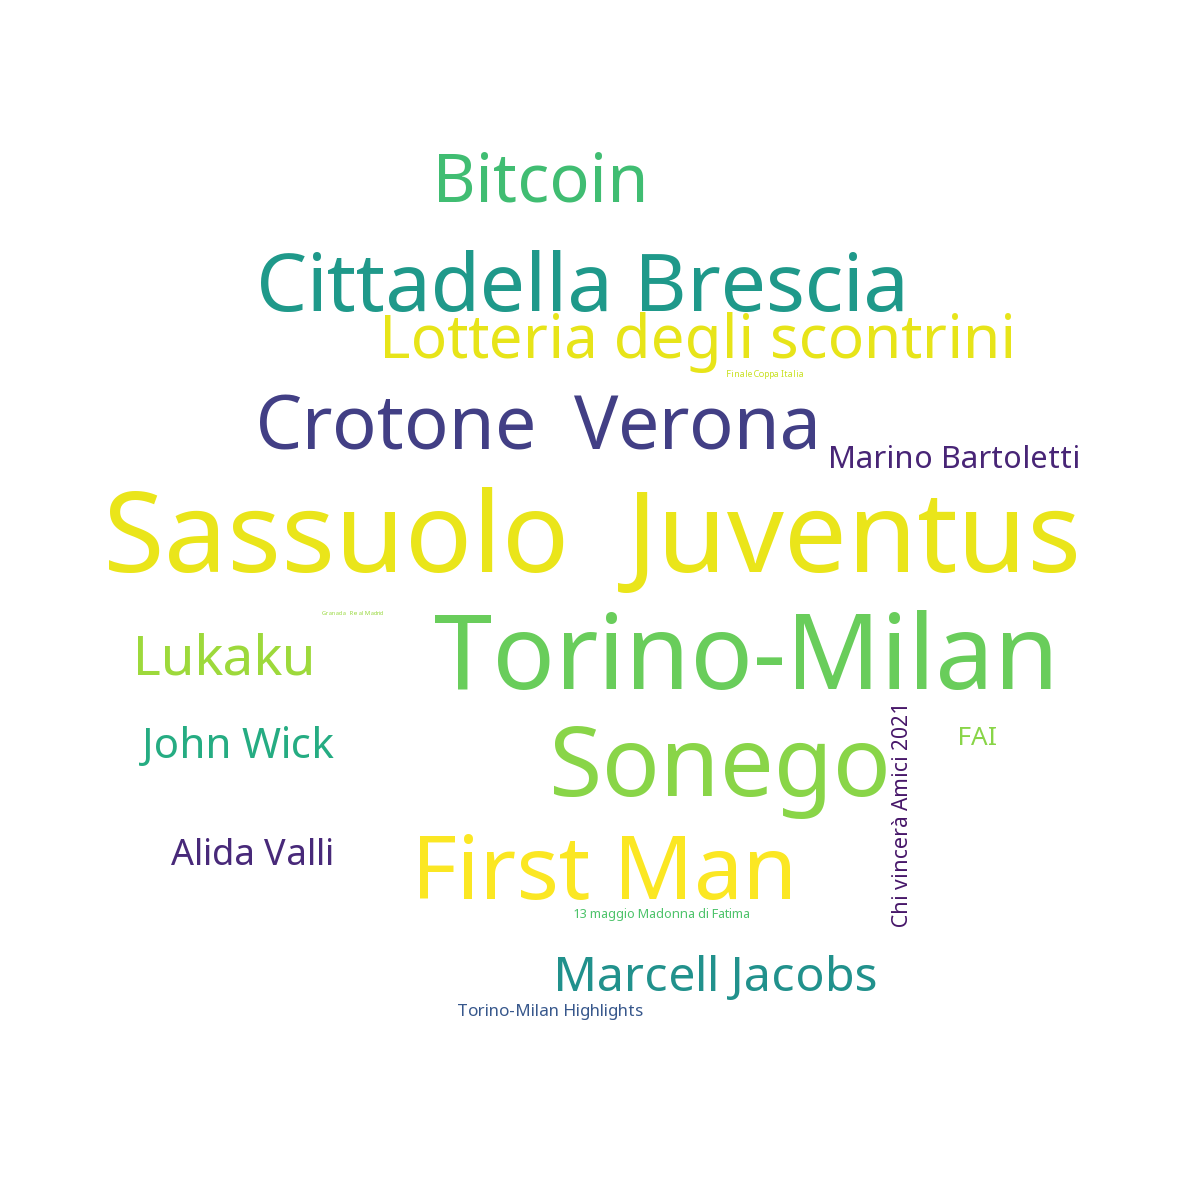 Bitcoin
Cittadella Brescia
Lotteria degli scontrini
Finale Coppa Italia
Crotone Verona
Marino Bartoletti
Sassuolo Juventus
Granada Real Madrid
Torino-Milan
Lukaku
Chi vincerà Amici 2021
FAI
John Wick
Sonego
Alida Valli
First Man
13 maggio Madonna di Fatima
Marcell Jacobs
Torino-Milan Highlights